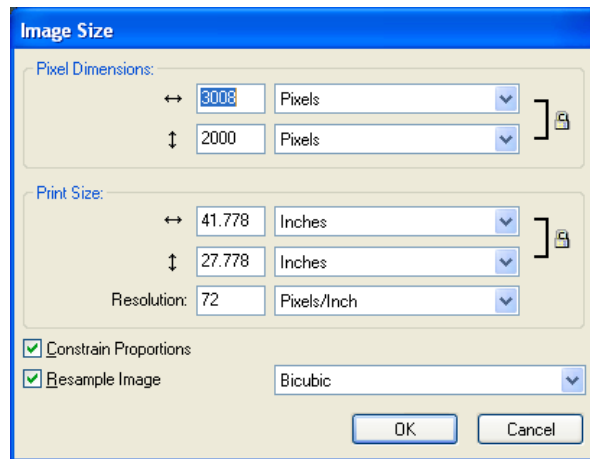 Image Size
Pixel Dimensions:
3008 Pixels
2000 Pixels
Print Size:
41.778 Inches
27.778 Inches
Resolution: 72 Pixels/Inch
Constrain Proportions
Resample Image Bicubic
OK Cancel